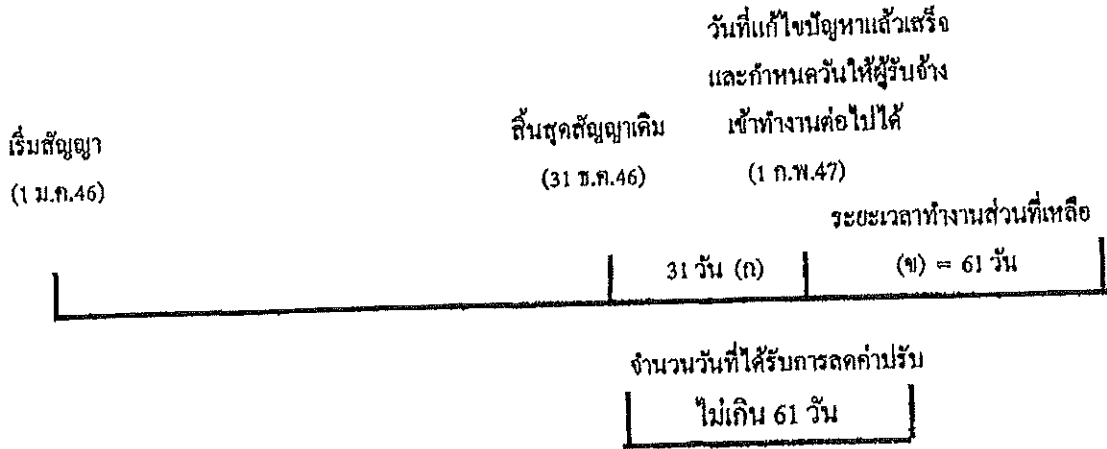 วันที่แก้ไขปัญหาแล้วเสร็จ
และกำหนดวันให้ผู้รับจ้าง
เข้าทำงานต่อไปได้
(1 ก.พ.47)
สิ้นสุดสัญญาเดิม
(31 ธ.ค.46)
เริ่มสัญญา
(1 ม.ค.46)
ระยะเวลาทำงานส่วนที่เหลือ
31 วัน (ก)
(ข) = 61 วัน
จำนวนวันที่ได้รับการลดค่าปรับ
ไม่เกิน 61 วัน